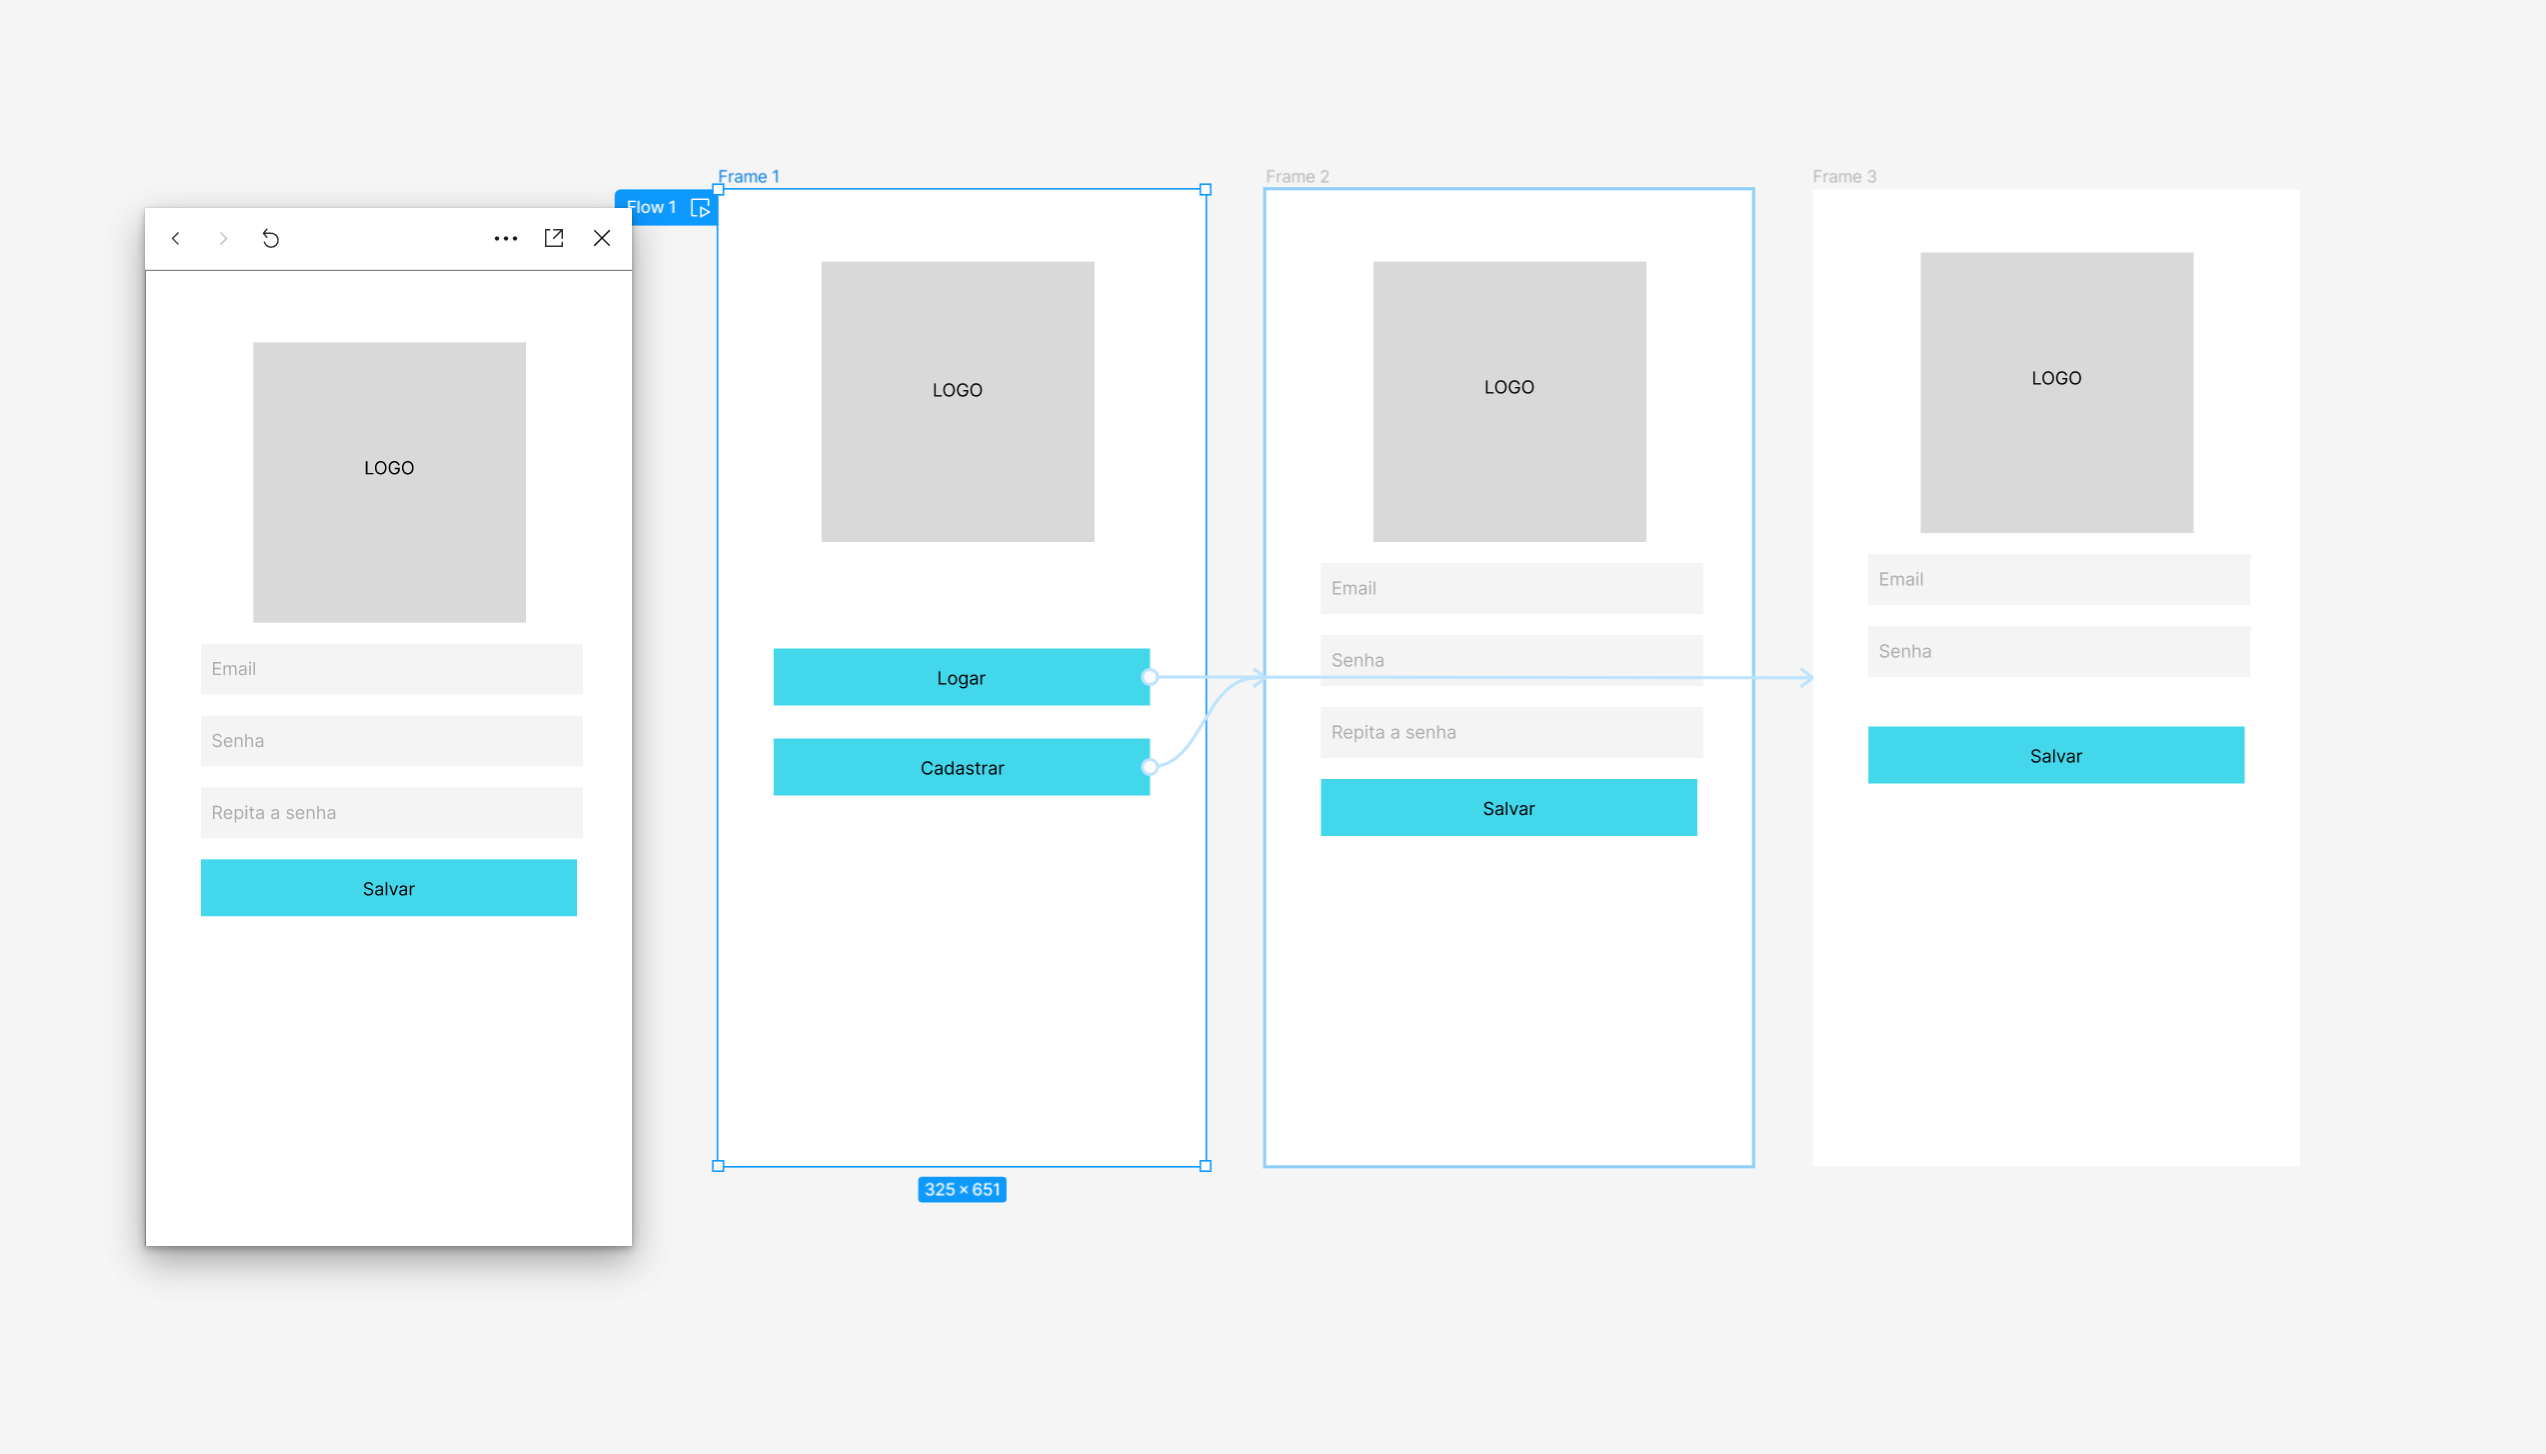 Flow 1
LOGO
Email
Senha
Repita a senha
Salvar
Frame 1
LOGO
Logar
Cadastrar
325 × 651
Frame 2
LOGO
Email
Senha
Repita a senha
Salvar
Frame 3
LOGO
Email
Senha
Salvar